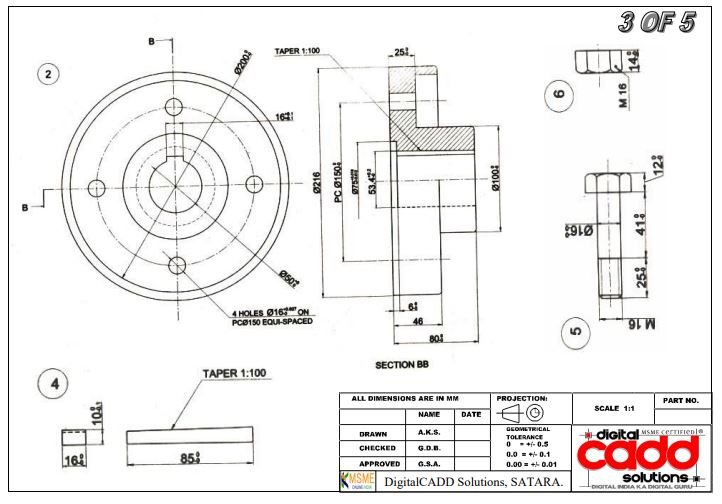 3 OF 5
B
2
Ø200
TAPER 1:100
25
14
M 16
6
16
Ø216
PC Ø150
Ø75
53,4
Ø100
12
B
Ø16
41
25
Ø50
4 HOLES Ø16 ON
PCØ150 EQUI-SPACED
6
46
80
SECTION BB
M 16
5
4
TAPER 1:100
10
16
85
ALL DIMENSIONS ARE IN MM
PROJECTION:
SCALE 1:1
PART NO.
NAME DATE
DRAWN A.K.S.
CHECKED G.D.B.
APPROVED G.S.A.
GEOMETRICAL
TOLERANCE
0 = +/- 0.5
0.0 = +/- 0.1
0.00 = +/- 0.01
MSME CERTIFIED
digital
cadd
solutions
DIGITAL INDIA K.A DIGITAL GURU
MSME
DigitalCADD Solutions, SATARA.